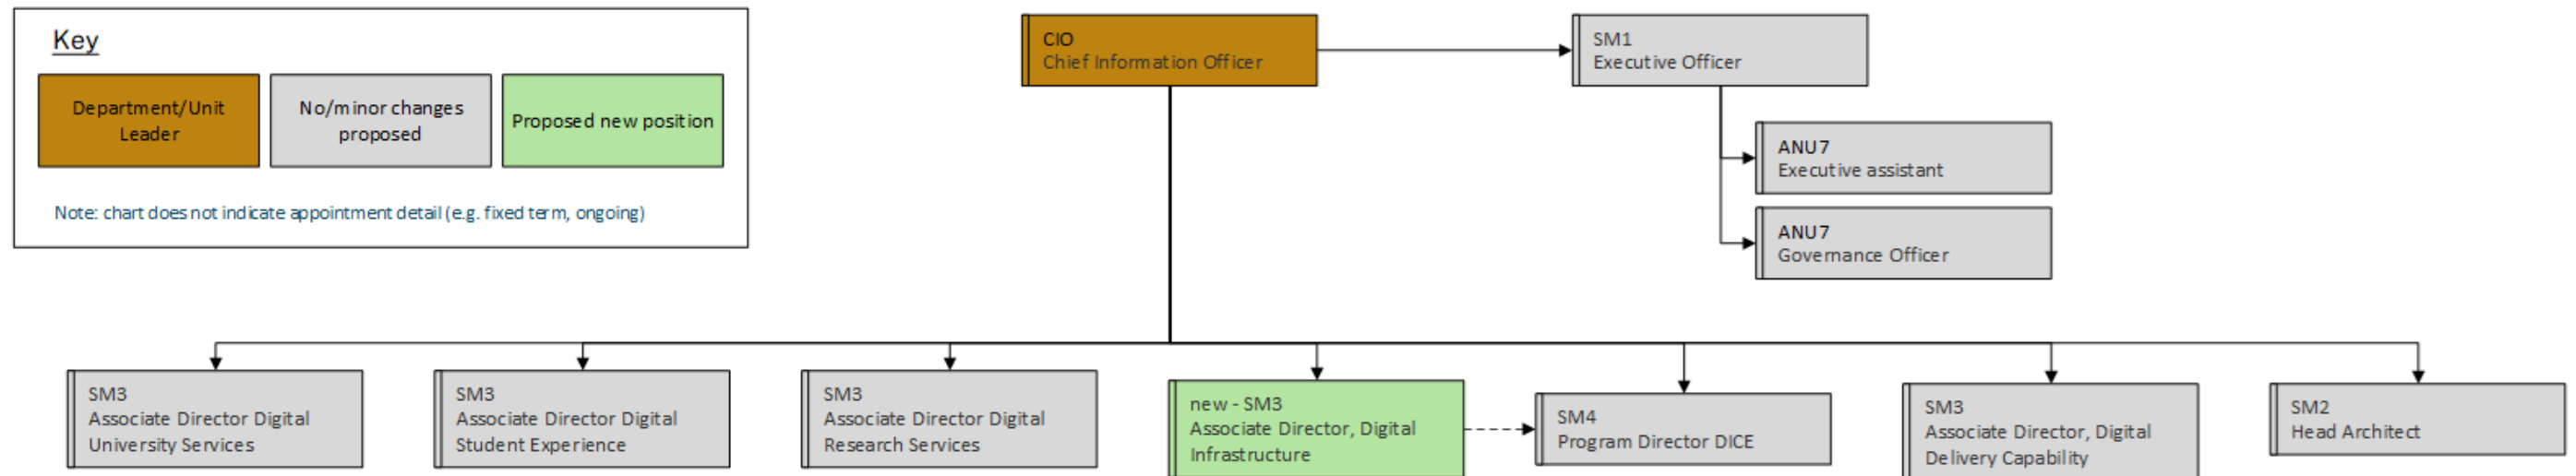 Key
Department/Unit
Leader
No/minor changes
proposed
Proposed new position
Note: chart does not indicate appointment detail (e.g. fixed term, ongoing)
CIO
Chief Information Officer
SM1
Executive Officer
ANU7
Executive assistant
ANU7
Governance Officer
SM3
Associate Director Digital
University Services
SM3
Associate Director Digital
Student Experience
SM3
Associate Director Digital
Research Services
new - SM3
Associate Director, Digital
Infrastructure
SM4
Program Director DICE
SM3
Associate Director, Digital
Delivery Capability
SM2
Head Architect